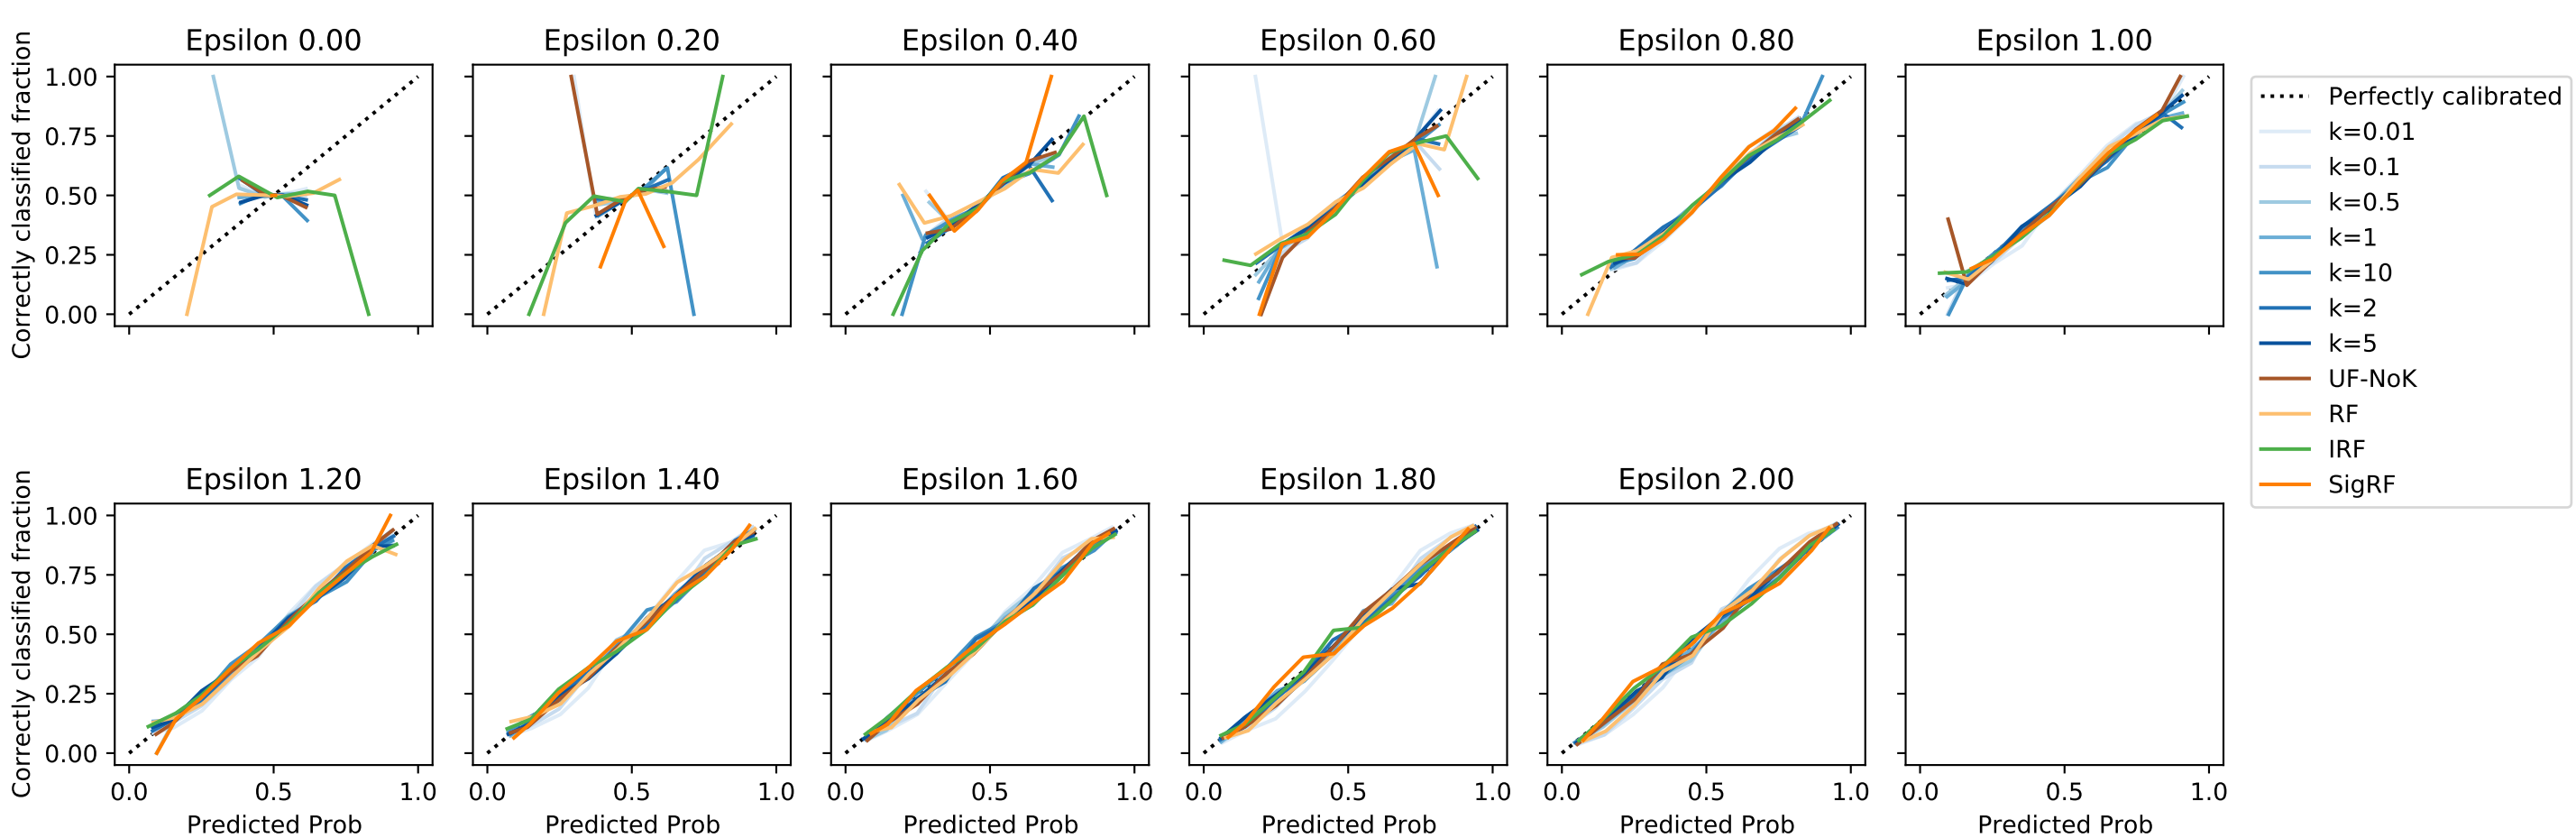 Epsilon 0.00
Epsilon 0.20
Epsilon 0.40
Epsilon 0.60
Epsilon 0.80
Epsilon 1.00
Correctly classified fraction
1.00
0.75
0.50
0.25
0.00
Perfectly calibrated
k=0.01
k=0.1
k=0.5
k=1
k=10
k=2
k=5
UF-NoK
RF
IRF
SigRF
Epsilon 1.20
Epsilon 1.40
Epsilon 1.60
Epsilon 1.80
Epsilon 2.00
Correctly classified fraction
1.00
0.75
0.50
0.25
0.00
0.0 0.5 1.0
Predicted Prob
0.0 0.5 1.0
Predicted Prob
0.0 0.5 1.0
Predicted Prob
0.0 0.5 1.0
Predicted Prob
0.0 0.5 1.0
Predicted Prob
0.0 0.5 1.0
Predicted Prob